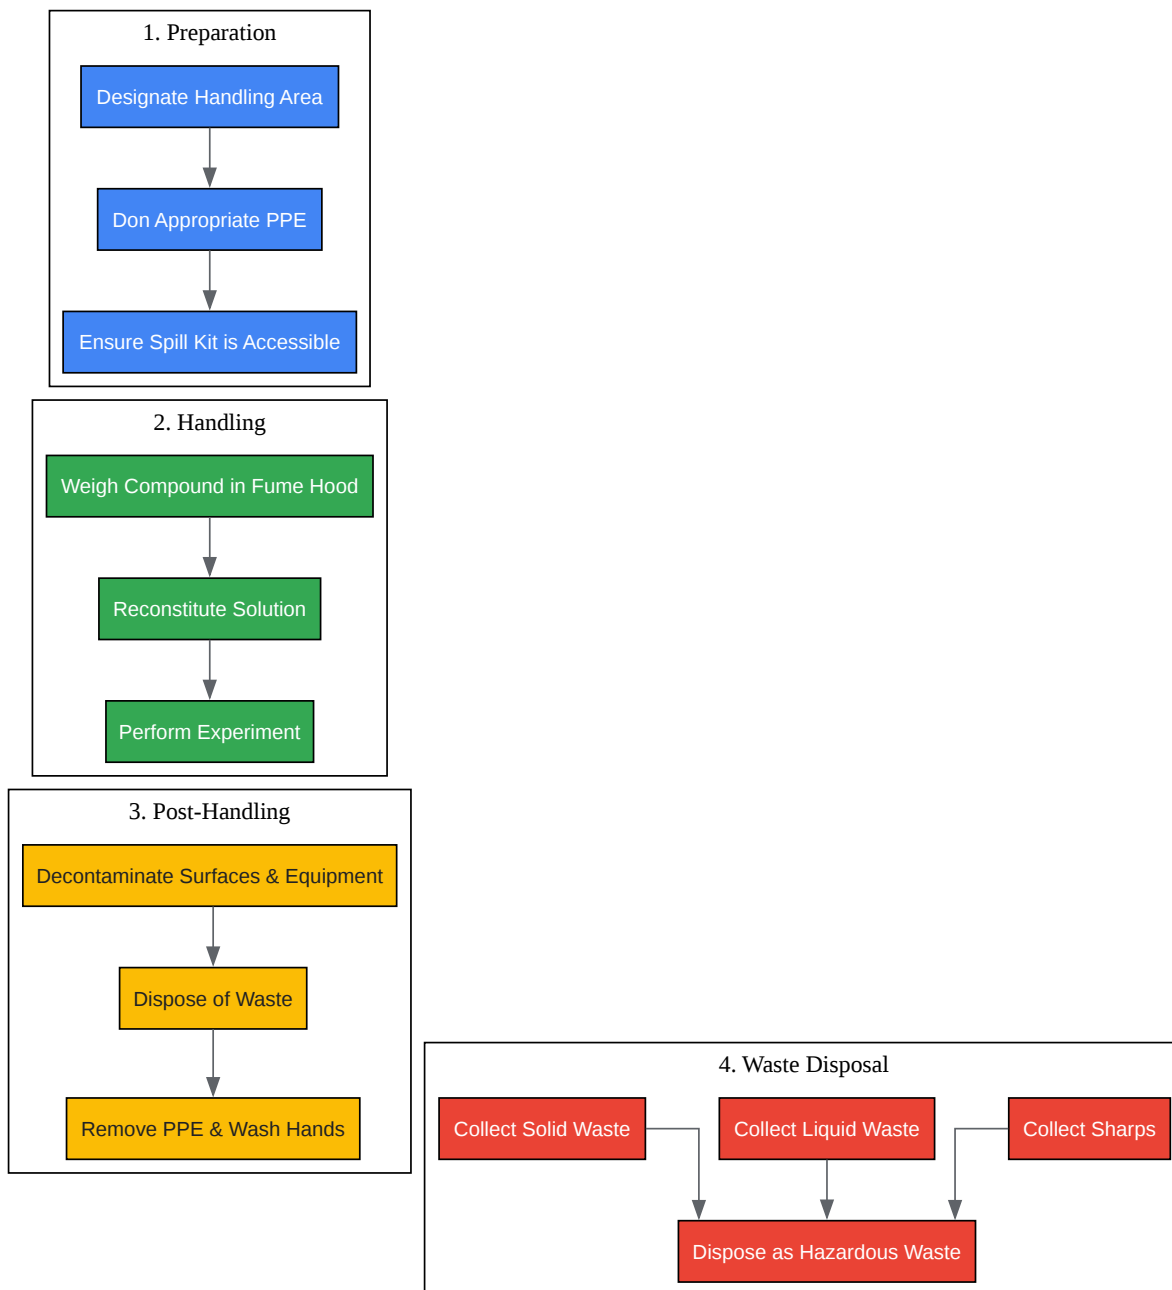 1. Preparation
Designate Handling Area
Don Appropriate PPE
Ensure Spill Kit is Accessible
2. Handling
Weigh Compound in Fume Hood
Reconstitute Solution
Perform Experiment
3. Post-Handling
Decontaminate Surfaces & Equipment
Dispose of Waste
Remove PPE & Wash Hands
4. Waste Disposal
Collect Solid Waste
Collect Liquid Waste
Collect Sharps
Dispose as Hazardous Waste